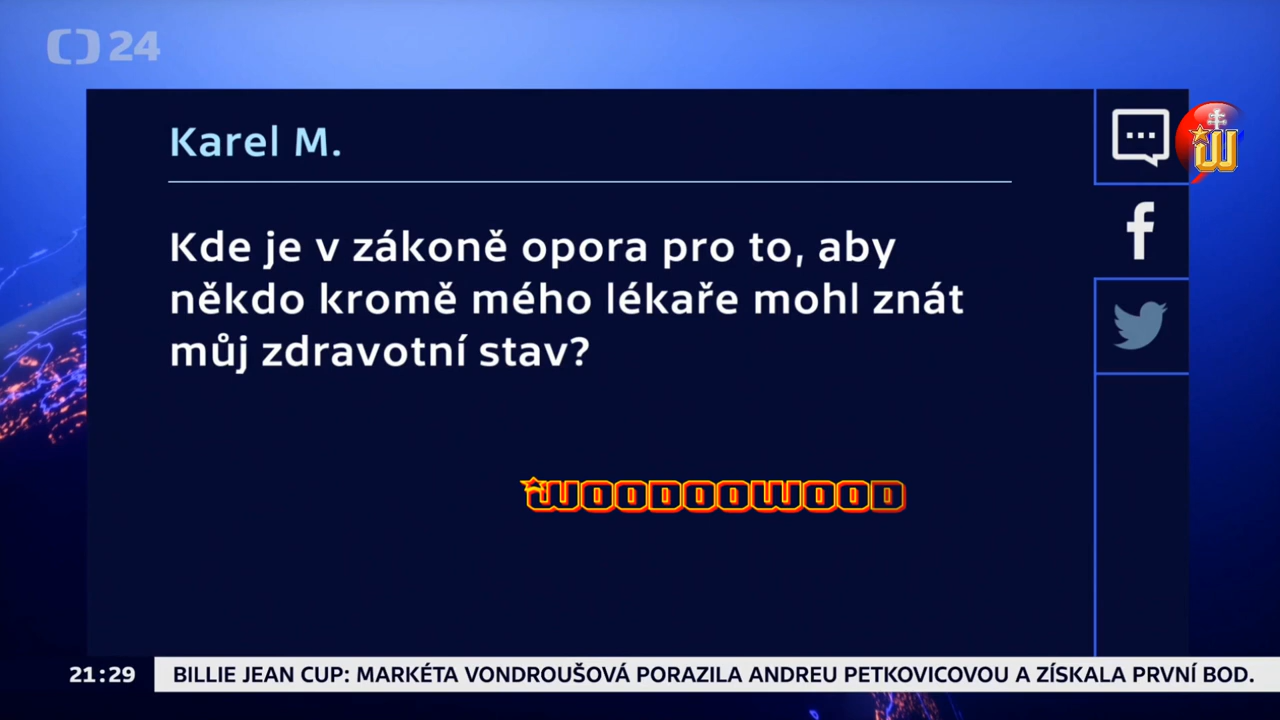 24
Karel M.
Kde je v zákoně opora pro to, aby
někdo kromě mého lékaře mohl znát
můj zdravotní stav?
W
WOODOOWOOD
21:29 BILLIE JEAN CUP: MARKÉTA VONDROUŠOVÁ PORAZILA ANDREU PETKOVICOVOU A ZÍSKALA PRVNÍ BOD.